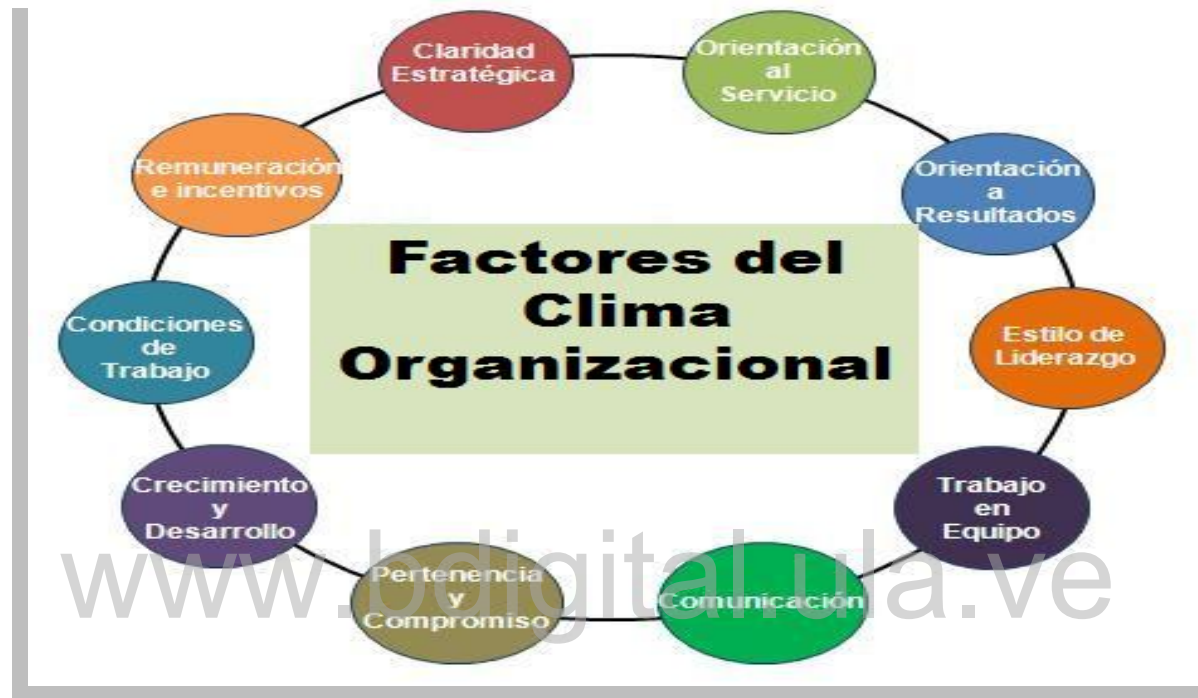 Claridad
Estratégica
Orientación
al
Servicio
Remuneración
e incentivos
Orientación
a
Resultados
Factores del
Clima
Organizacional
Condiciones
de
Trabajo
Estilo de
Liderazgo
Crecimiento
y
Desarrollo
Trabajo
en
Equipo
Pertenencia
y
Compromiso
Comunicación
www.bdigital.ula.ve